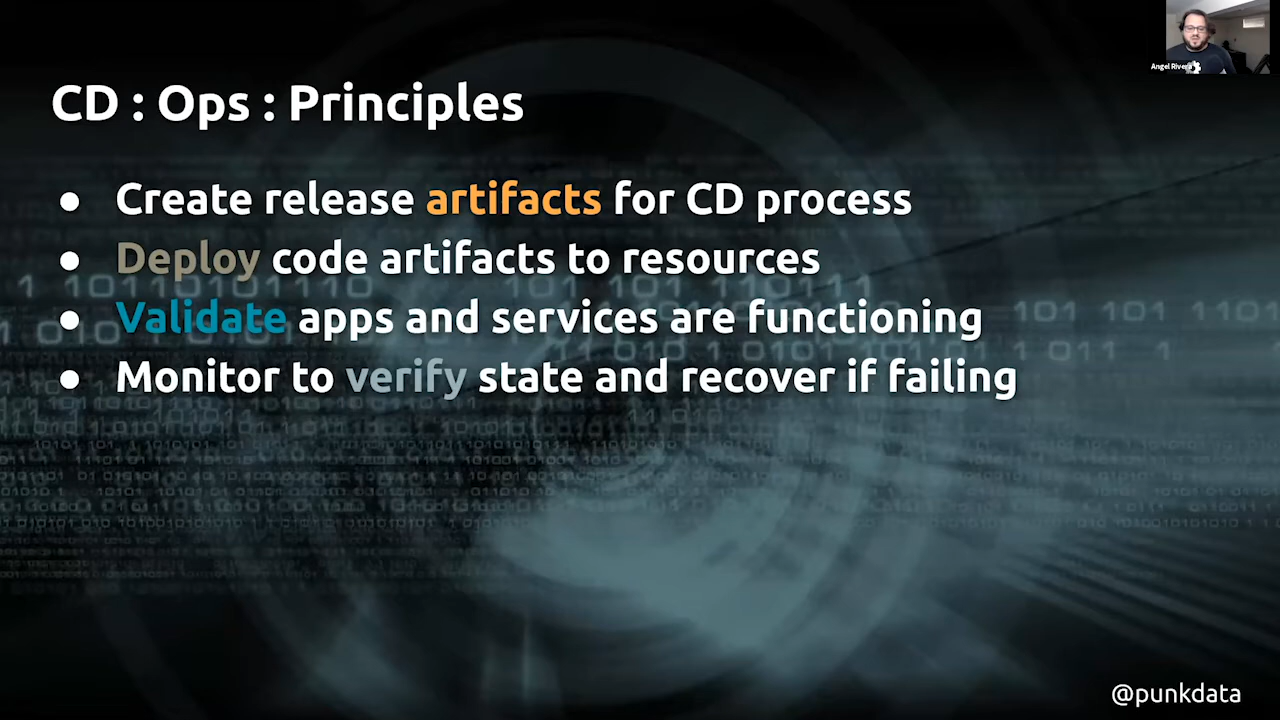 Angel Rivera
CD : Ops : Principles
● Create release artifacts for CD process
● Deploy code artifacts to resources
● Validate apps and services are functioning
● Monitor to verify state and recover if failing
@punkdata